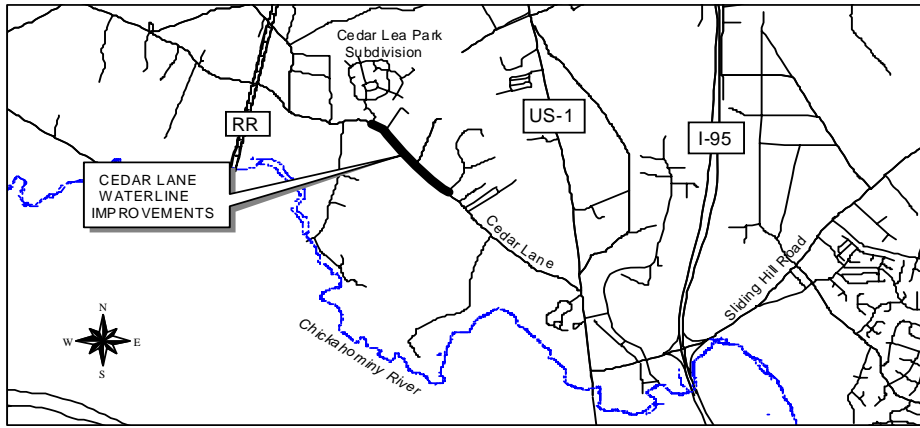 Cedar Lea Park
Subdivision
RR
US-1
I-95
CEDAR LANE
WATERLINE
IMPROVEMENTS
Cedar Lane
Sliding Hill Road
Chickahominy River
N
W
E
S